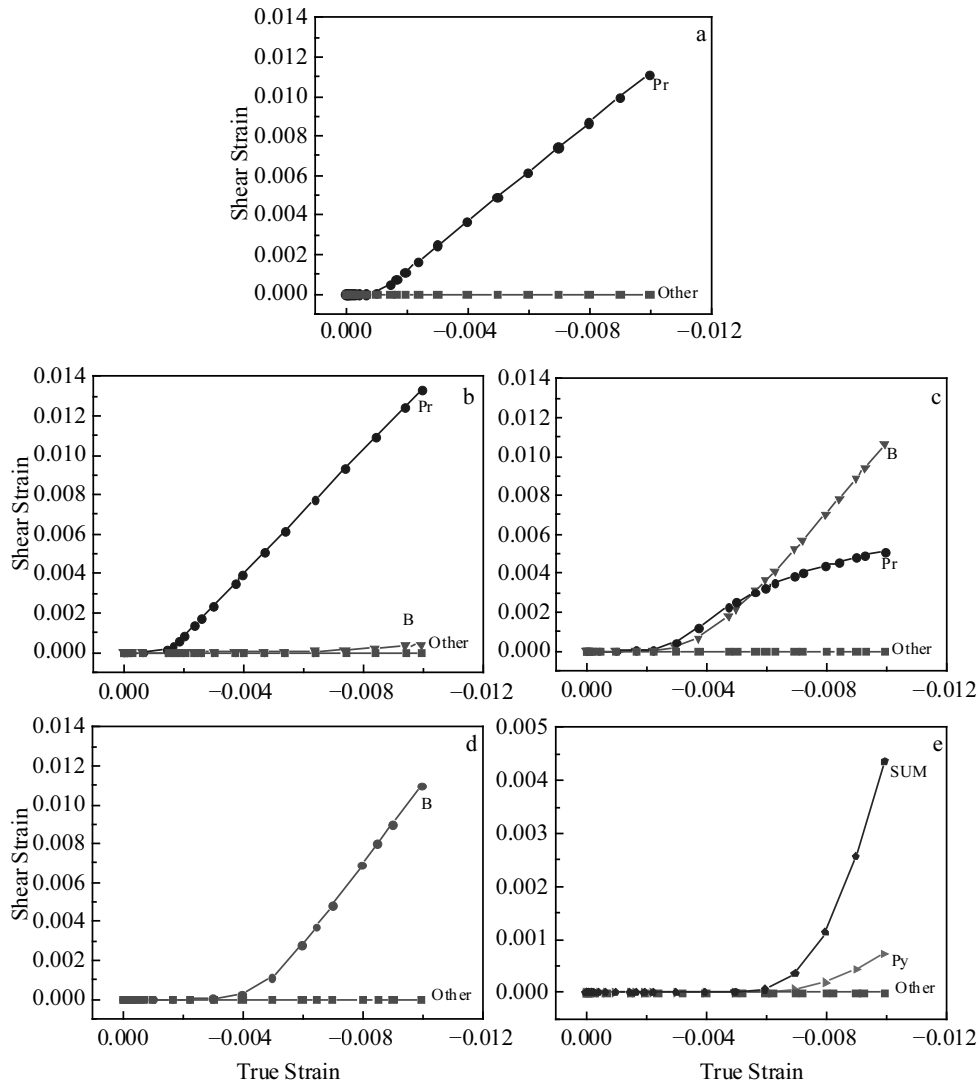 a
0.014
0.012
0.010
0.008
0.006
0.004
0.002
0.000
Shear Strain
Pr
Other
0.000
−0.004
−0.008
−0.012
b
0.014
0.012
0.010
0.008
0.006
0.004
0.002
0.000
Shear Strain
Pr
B
Other
0.000
−0.004
−0.008
−0.012
c
0.014
0.012
0.010
0.008
0.006
0.004
0.002
0.000
B
Pr
Other
0.000
−0.004
−0.008
−0.012
d
0.014
0.012
0.010
0.008
0.006
0.004
0.002
0.000
Shear Strain
B
Other
0.000
−0.004
−0.008
−0.012
True Strain
e
0.005
0.004
0.003
0.002
0.001
0.000
SUM
Py
Other
0.000
−0.004
−0.008
−0.012
True Strain